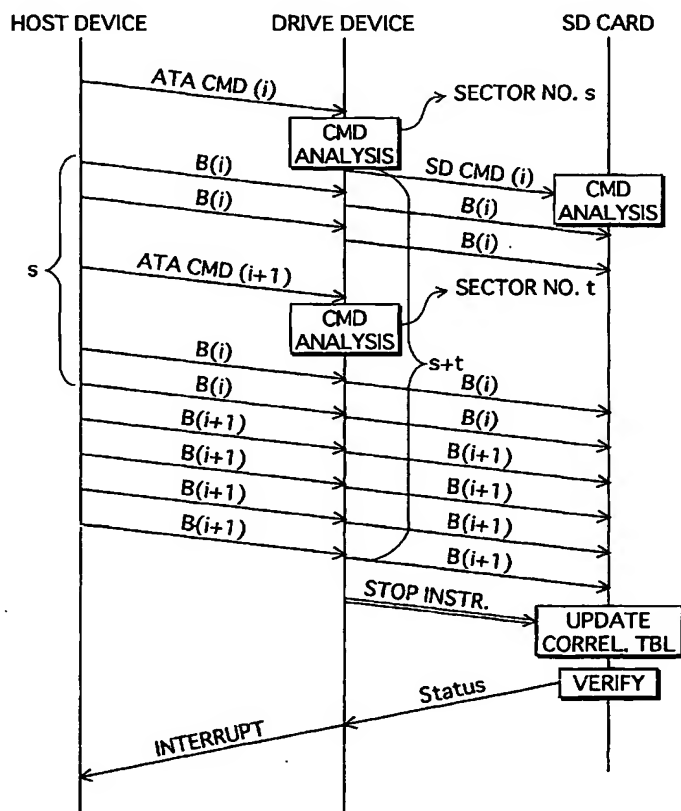 HOST DEVICE DRIVE DEVICE SD CARD
ATA CMD (i)
SECTOR NO. s
CMD
ANALYSIS
B(i)
SD CMD (i)
CMD
ANALYSIS
B(i)
B(i)
B(i)
s
ATA CMD (i+1)
SECTOR NO. t
CMD
ANALYSIS
B(i)
s+t
B(i)
B(i)
B(i)
B(i+1)
B(i+1)
B(i+1)
B(i+1)
B(i+1)
B(i+1)
B(i+1)
B(i+1)
STOP INSTR.
UPDATE
CORREL. TBL
Status
VERIFY
INTERRUPT